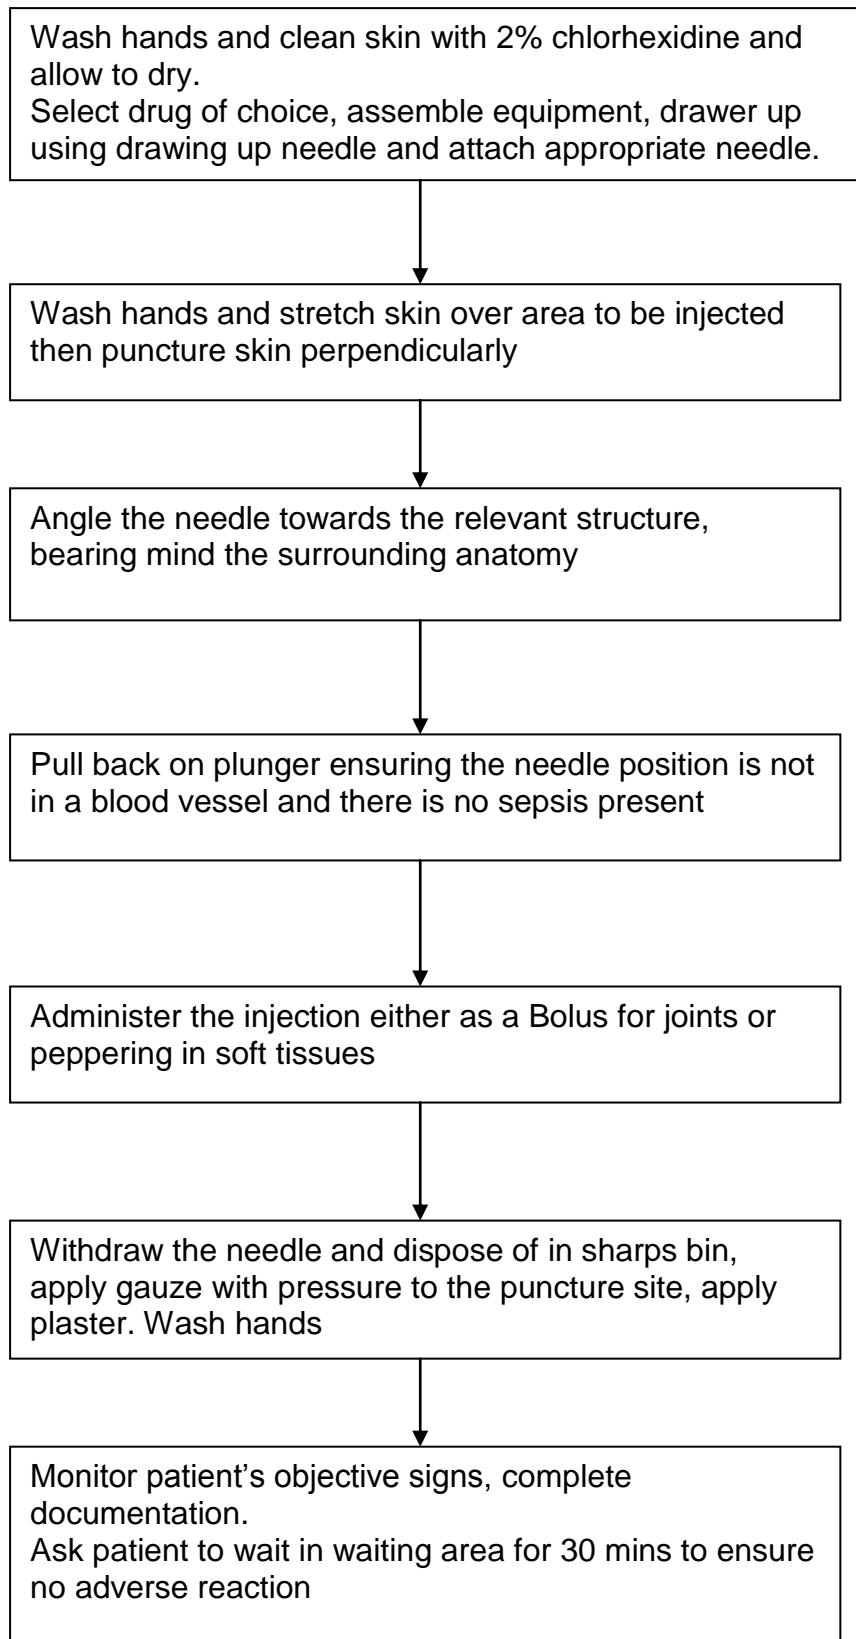 Wash hands and clean skin with 2% chlorhexidine and
allow to dry.
Select drug of choice, assemble equipment, drawer up
using drawing up needle and attach appropriate needle.
Wash hands and stretch skin over area to be injected
then puncture skin perpendicularly
Angle the needle towards the relevant structure,
bearing mind the surrounding anatomy
Pull back on plunger ensuring the needle position is not
in a blood vessel and there is no sepsis present
Administer the injection either as a Bolus for joints or
peppering in soft tissues
Withdraw the needle and dispose of in sharps bin,
apply gauze with pressure to the puncture site, apply
plaster. Wash hands
Monitor patient’s objective signs, complete
documentation.
Ask patient to wait in waiting area for 30 mins to ensure
no adverse reaction